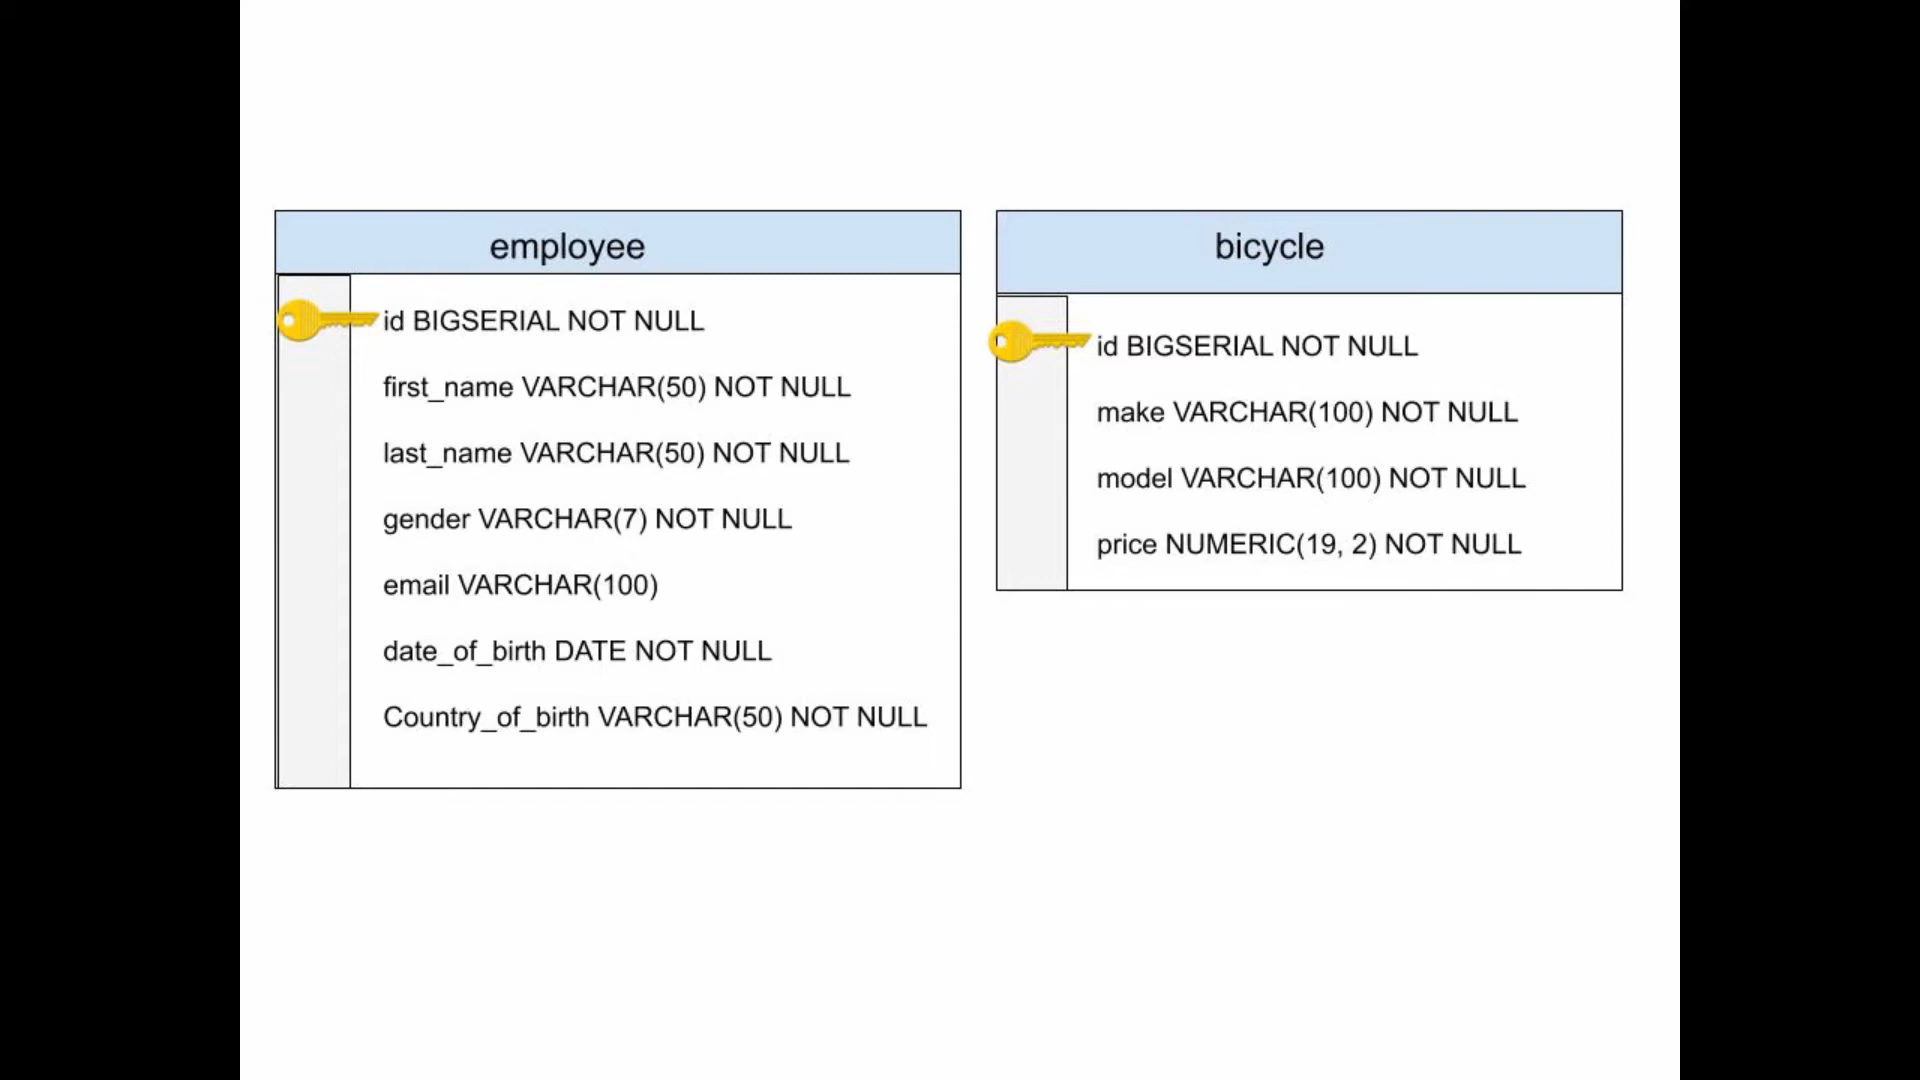 employee
id BIGSERIAL NOT NULL
first_name VARCHAR(50) NOT NULL
last_name VARCHAR(50) NOT NULL
gender VARCHAR(7) NOT NULL
email VARCHAR(100)
date_of_birth DATE NOT NULL
Country_of_birth VARCHAR(50) NOT NULL
bicycle
id BIGSERIAL NOT NULL
make VARCHAR(100) NOT NULL
model VARCHAR(100) NOT NULL
price NUMERIC(19, 2) NOT NULL